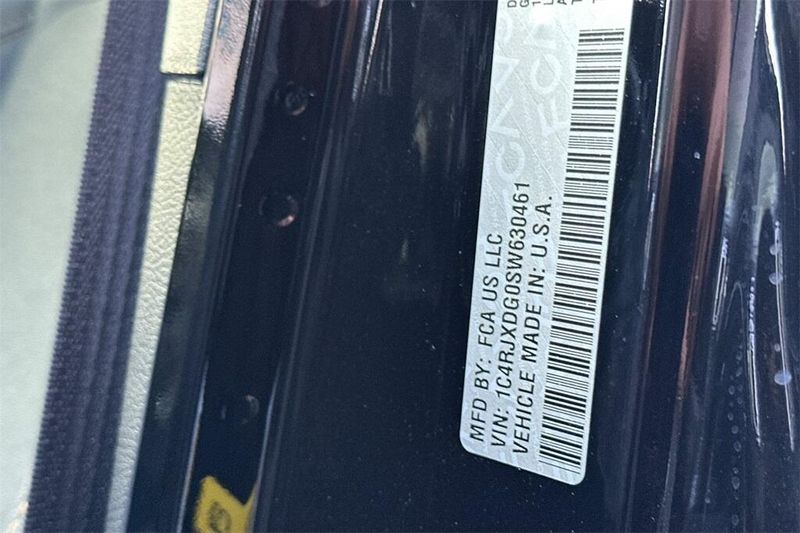 MFD BY: FCA US LLC
VIN: 1C4RJXDG0SW630461
VEHICLE MADE IN: U.S.A.